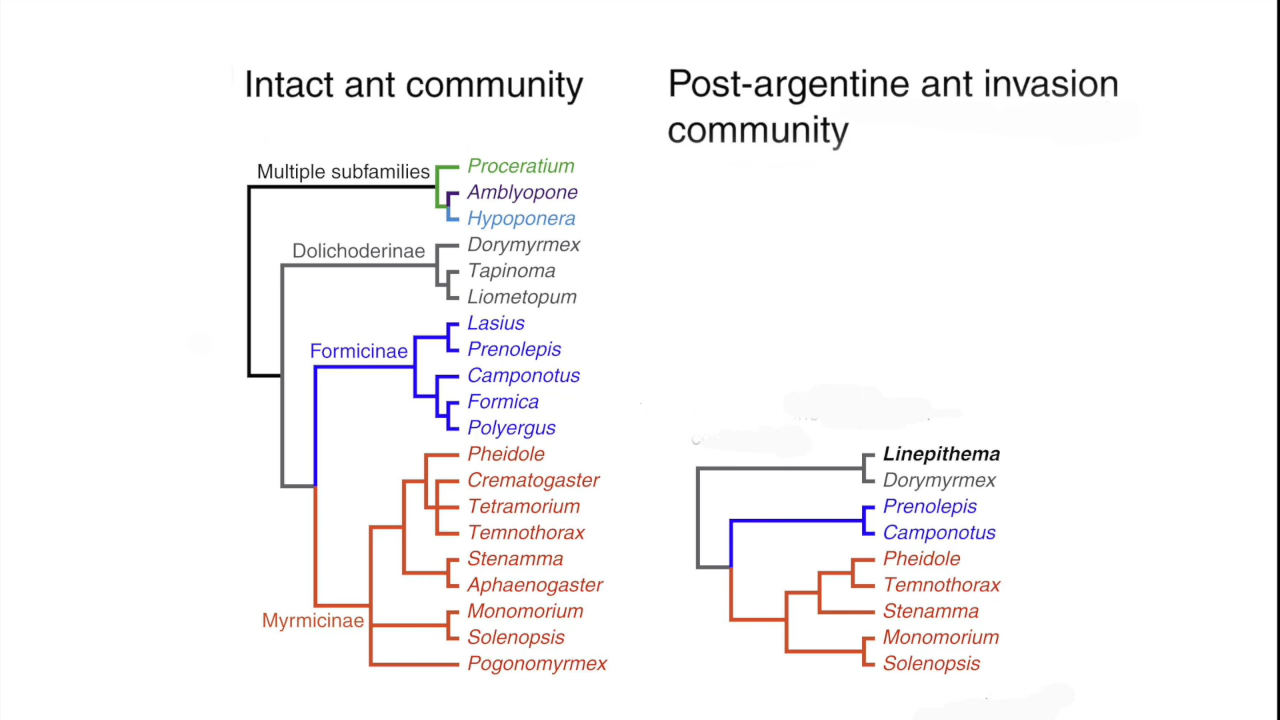 Intact ant community
Post-argentine ant invasion
community
Multiple subfamilies
Proceratium
Amblyopone
Hypoponera
Dolichoderinae
Dorymyrmex
Tapinoma
Liometopum
Formicinae
Lasius
Prenolepis
Camponotus
Formica
Polyergus
Myrmicinae
Pheidole
Crematogaster
Tetramorium
Temnothorax
Stenamma
Aphaenogaster
Monomorium
Solenopsis
Pogonomyrmex
Linepithema
Dorymyrmex
Prenolepis
Camponotus
Pheidole
Temnothorax
Stenamma
Monomorium
Solenopsis